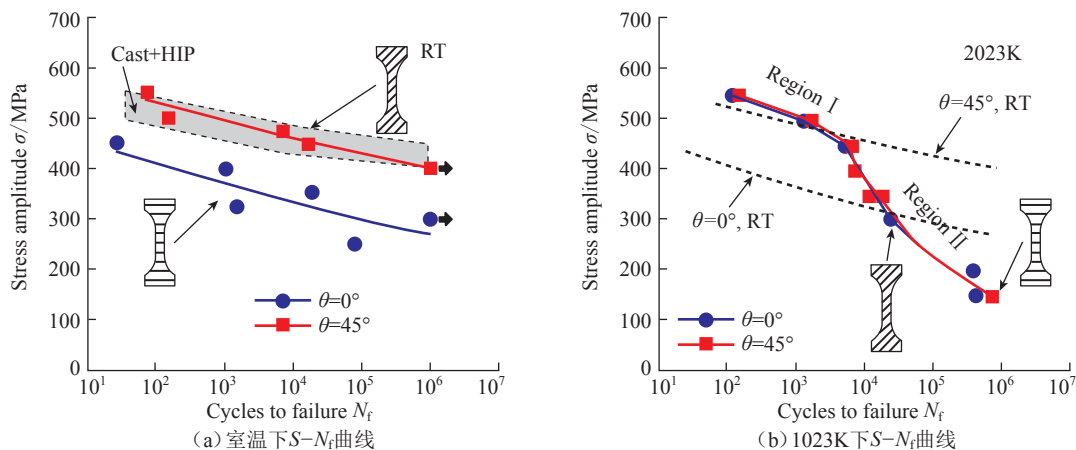 700
600
500
400
300
200
100
0
Stress amplitude σ/MPa
Cast+HIP
RT
θ=0°
θ=45°
10¹ 10² 10³ 10⁴ 10⁵ 10⁶ 10⁷
Cycles to failure Nf
(a)室温下S−Nf曲线
700
600
500
400
300
200
100
0
Stress amplitude σ/MPa
2023K
Region I
θ=45°, RT
θ=0°, RT
Region II
θ=0°
θ=45°
10¹ 10² 10³ 10⁴ 10⁵ 10⁶ 10⁷
Cycles to failure Nf
(b)1023K下S−Nf曲线